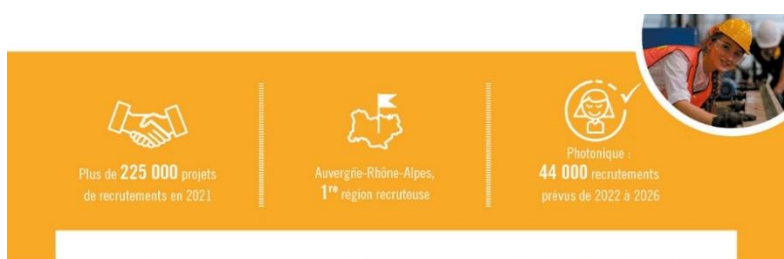 Plus de 225 000 projets
de recrutements en 2021
Auvergne-Rhône-Alpes,
1re région recruteuse
Photonique :
44 000 recrutements
prévus de 2022 à 2026